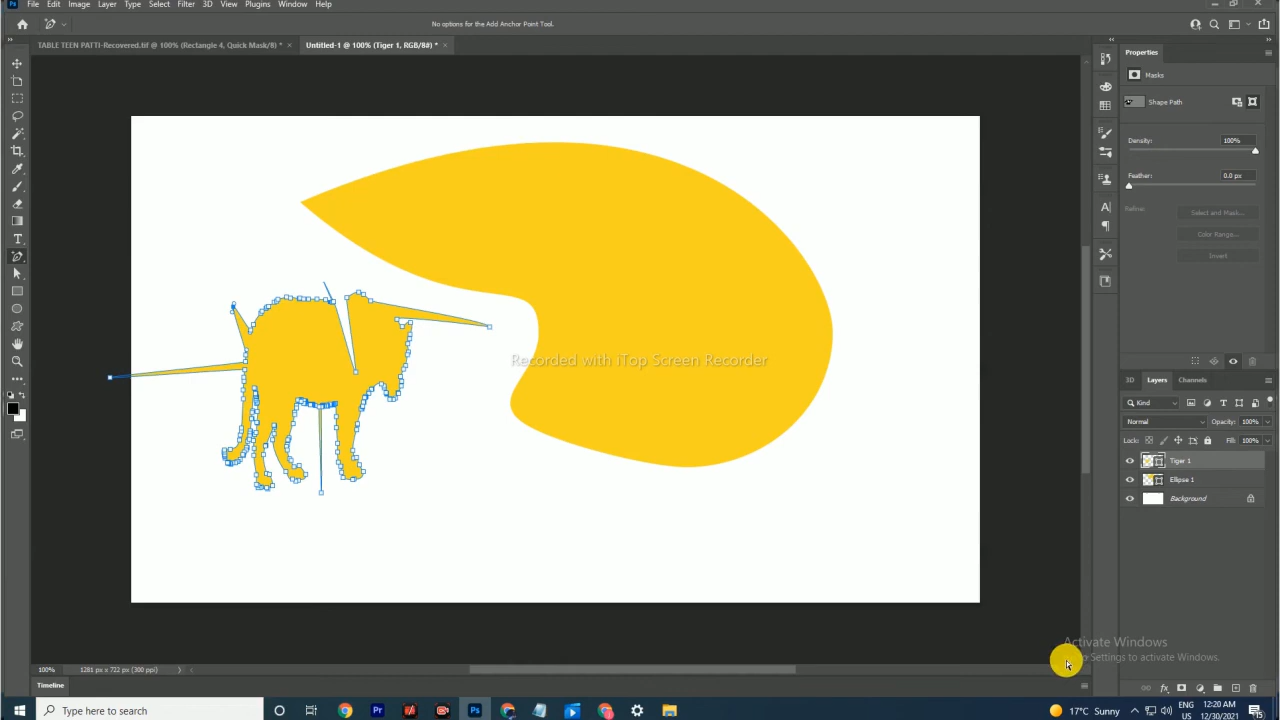 File Edit Image Layer Type Select Filter 3D View Plugins Window Help
No options for the Add Anchor Point Tool.
TABLE TEEN PATTI-Recovered.tif @ 100% (Rectangle 4, Quick Mask/8) * ×
Untitled-1 @ 100% (Tiger 1, RGB/8#) * ×
Properties
Masks
Shape Path
Density: 100%
Feather: 0.0 px
Refine: Select and Mask...
Color Range...
Invert
Recorded with iTop Screen Recorder
3D Layers Channels
Kind
Normal Opacity: 100%
Lock: Fill: 100%
Tiger 1
Ellipse 1
Background
Activate Windows
Settings to activate Windows.
100% 1281 px x 722 px (300 ppi)
Timeline
Type here to search
17°C Sunny
ENG
US
12:20 AM
12/30/2021
15